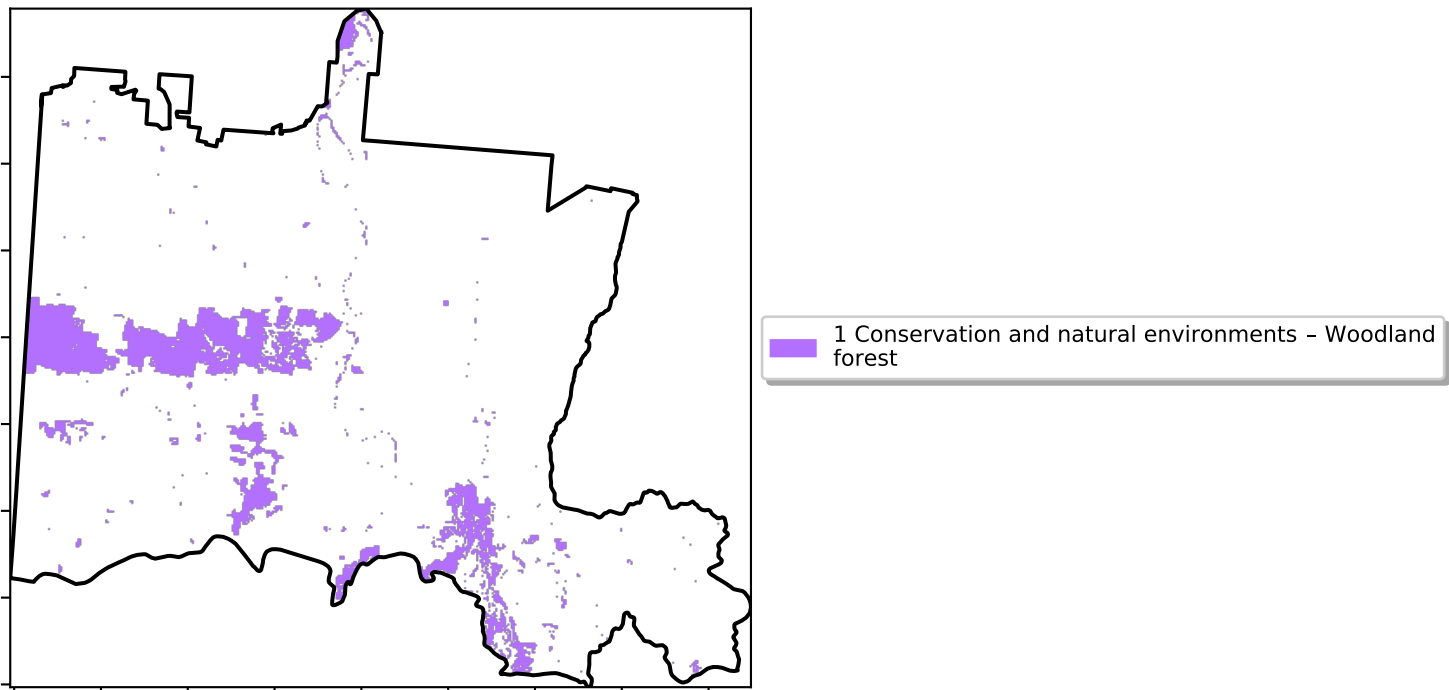 1 Conservation and natural environments – Woodland
forest